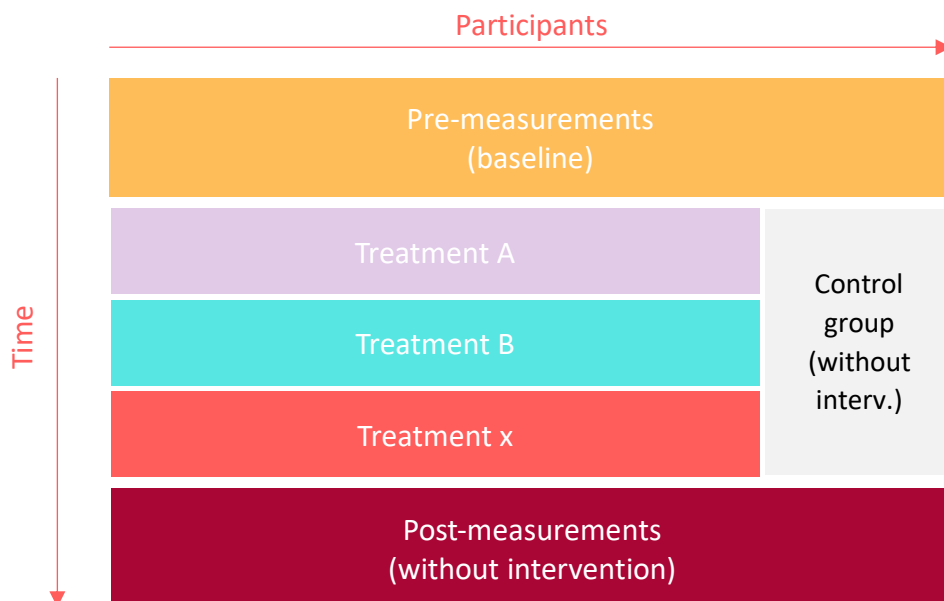 Participants
Pre-measurements
(baseline)
Time
Treatment A
Treatment B
Treatment x
Control
group
(without
interv.)
Post-measurements
(without intervention)